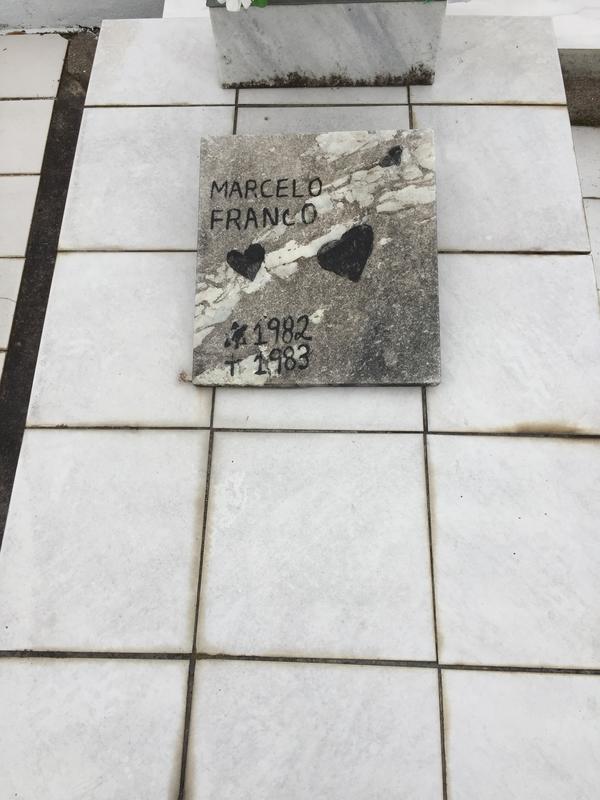 MARCELO
FRANCO
* 1982
† 1983